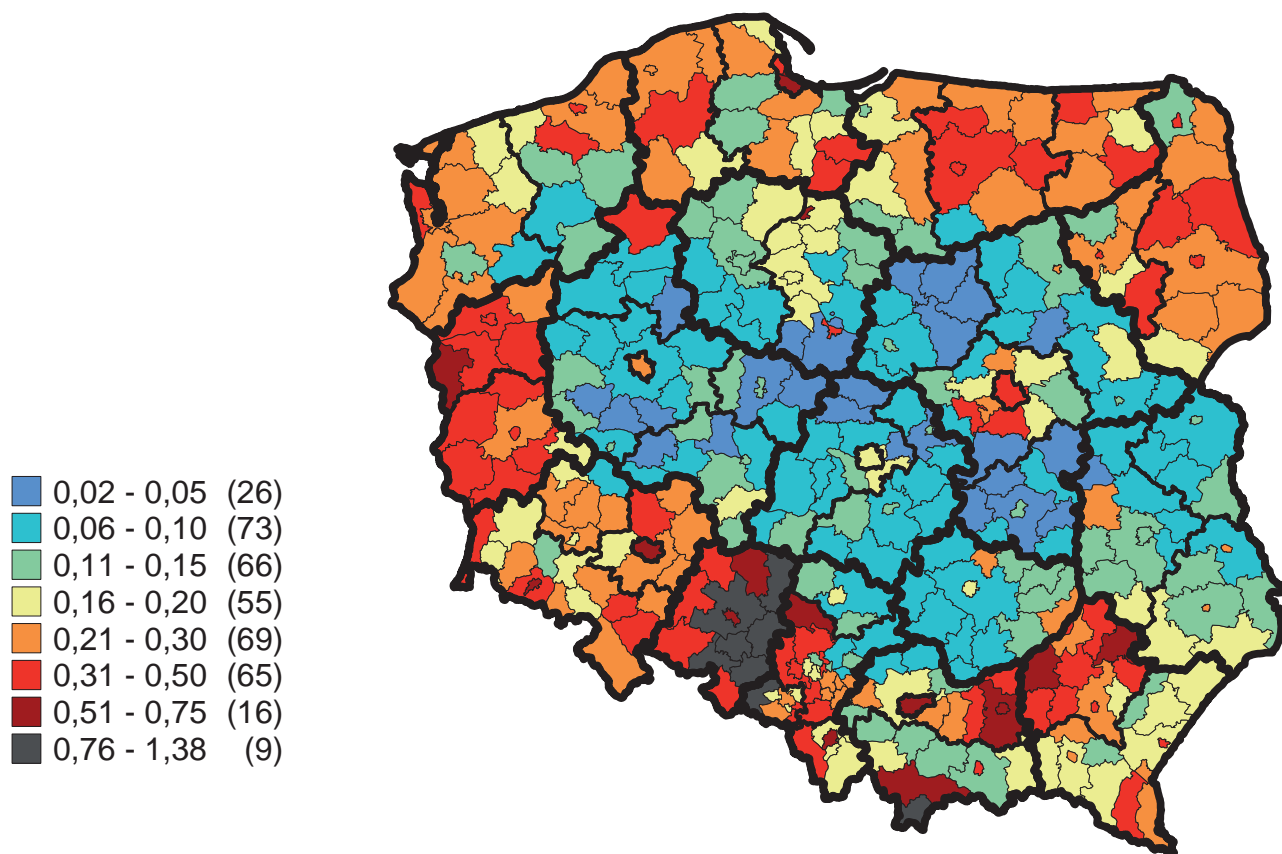 0,02 - 0,05 (26)
0,06 - 0,10 (73)
0,11 - 0,15 (66)
0,16 - 0,20 (55)
0,21 - 0,30 (69)
0,31 - 0,50 (65)
0,51 - 0,75 (16)
0,76 - 1,38 (9)